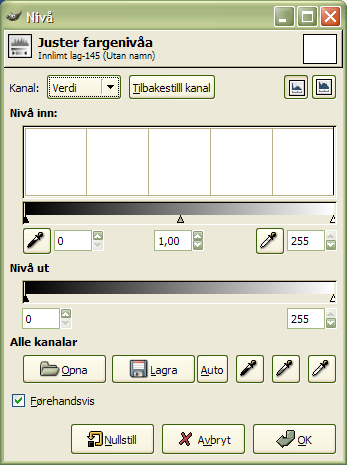 Nivå
Juster fargenivåa
Innlimt lag-145 (Utan namn)
Kanal: Verdi Tilbakestill kanal
Nivå inn:
0 1,00 255
Nivå ut
0 255
Alle kanalar
Opna Lagra Auto
Førehandsvis
Nullstill Avbryt OK